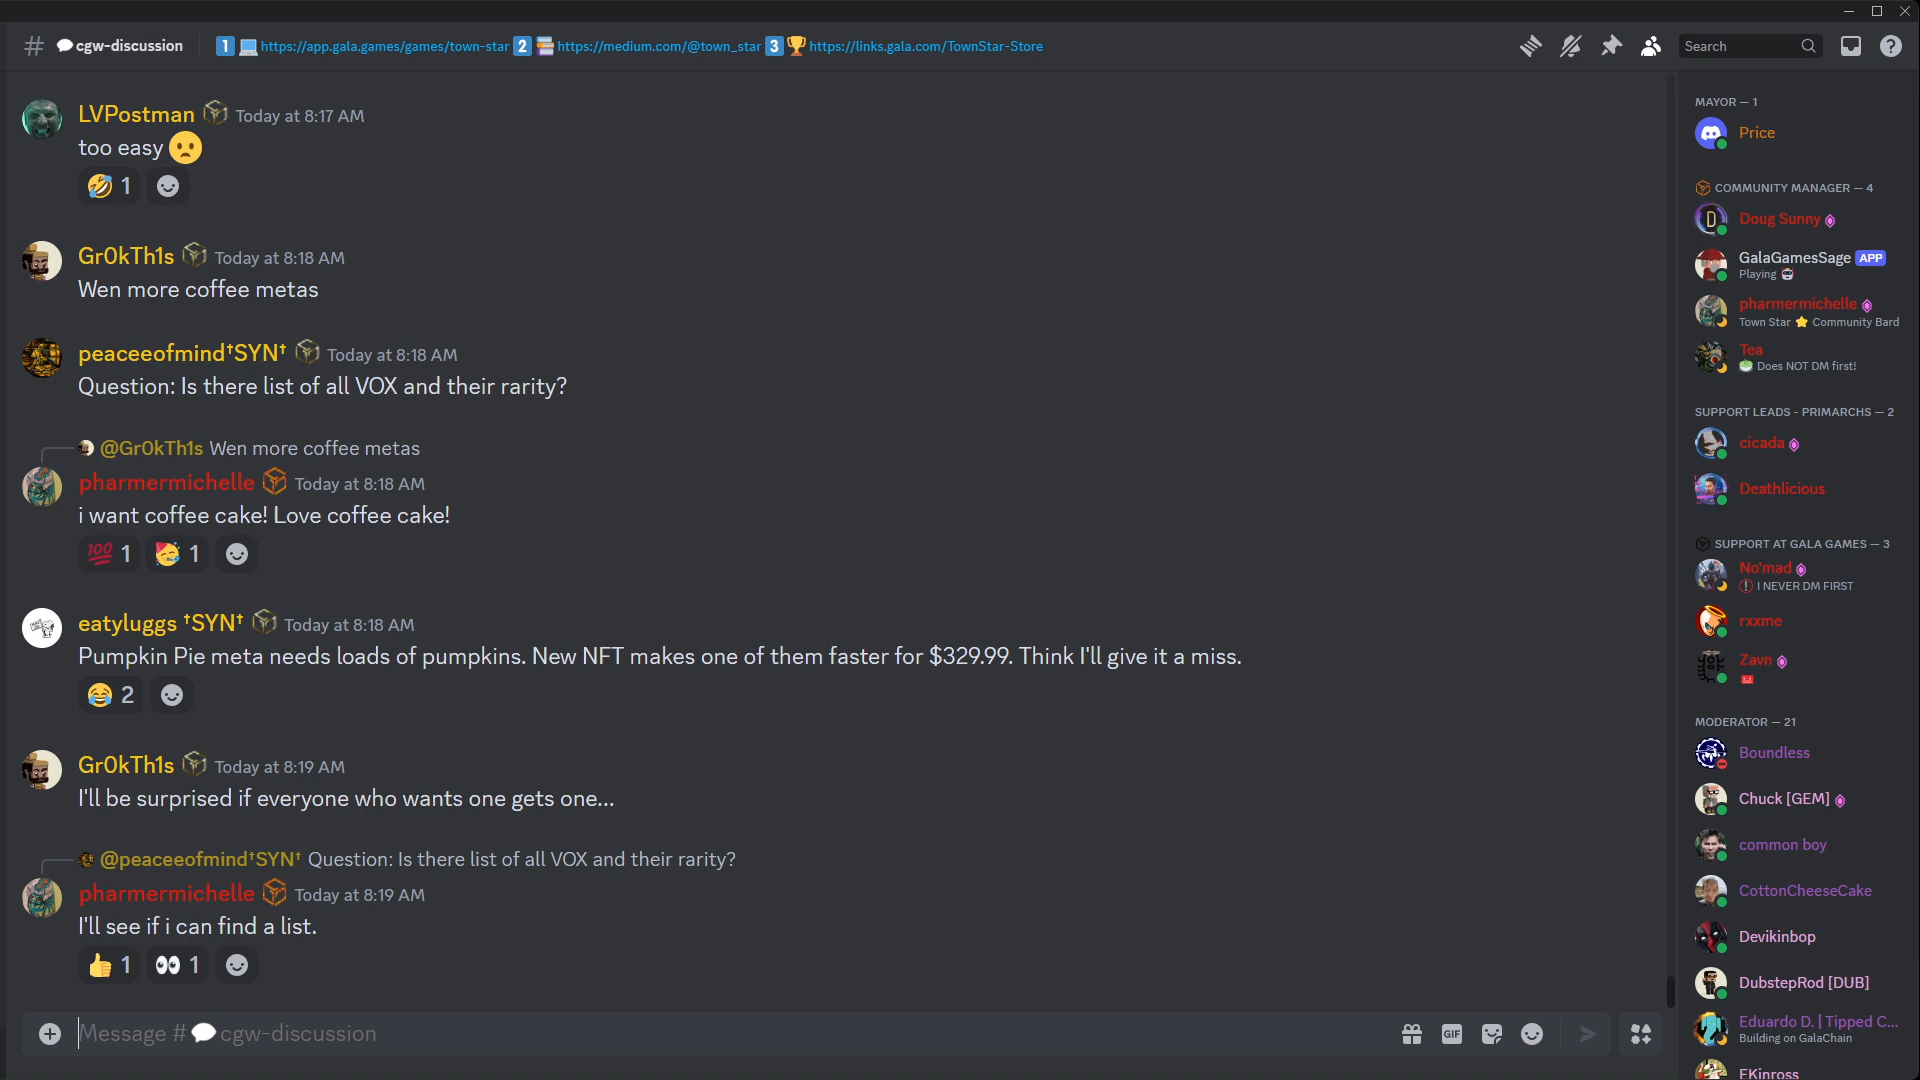 cgw-discussion
1 https://app.gala.games/games/town-star 2 https://medium.com/@town_star 3 https://links.gala.com/TownStar-Store
Search
LVPostman Today at 8:17 AM
too easy
1
Gr0kTh1s Today at 8:18 AM
Wen more coffee metas
peaceeofmind†SYN† Today at 8:18 AM
Question: Is there list of all VOX and their rarity?
@Gr0kTh1s Wen more coffee metas
pharmermichelle Today at 8:18 AM
i want coffee cake! Love coffee cake!
100 1 1
eatyluggs †SYN† Today at 8:18 AM
Pumpkin Pie meta needs loads of pumpkins. New NFT makes one of them faster for $329.99. Think I'll give it a miss.
2
Gr0kTh1s Today at 8:19 AM
I'll be surprised if everyone who wants one gets one...
@peaceeofmind†SYN† Question: Is there list of all VOX and their rarity?
pharmermichelle Today at 8:19 AM
I'll see if i can find a list.
1 1
Message # cgw-discussion
GIF
MAYOR — 1
Price
COMMUNITY MANAGER — 4
Doug Sunny
GalaGamesSage APP
Playing
pharmermichelle
Town Star Community Bard
Tea
Does NOT DM first!
SUPPORT LEADS - PRIMARCHS — 2
cicada
Deathlicious
SUPPORT AT GALA GAMES — 3
No'mad
I NEVER DM FIRST
rxxme
Zavn
MODERATOR — 21
Boundless
Chuck [GEM]
common boy
CottonCheeseCake
Devikinbop
DubstepRod [DUB]
Eduardo D. | Tipped C...
Building on GalaChain
EKinross